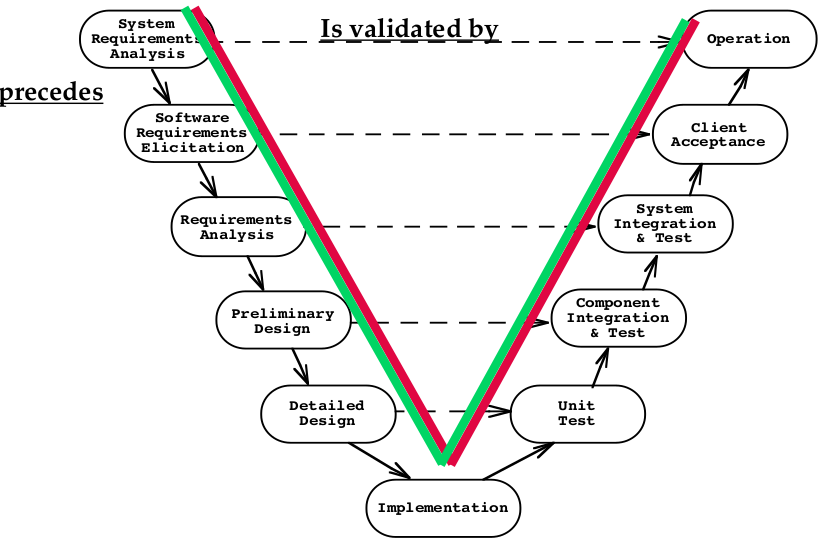 Is validated by
System
Requirements
Analysis
Operation
precedes
Software
Requirements
Elicitation
Client
Acceptance
Requirements
Analysis
System
Integration
& Test
Preliminary
Design
Component
Integration
& Test
Detailed
Design
Unit
Test
Implementation